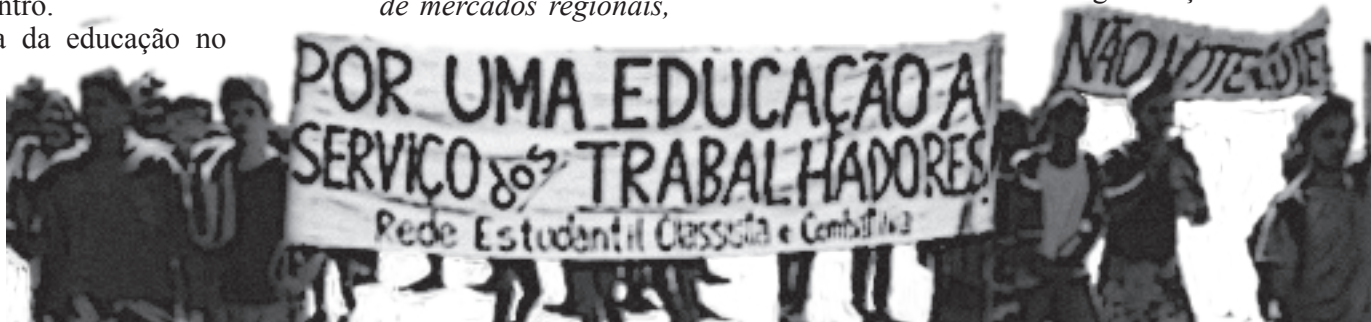 ntro.
a da educação no
de mercados regionais,
POR UMA EDUCAÇÃO A
SERVIÇO dos TRABALHADORES!
Rede Estudantil Classista e Combativa
NÃO VOTE LUTE!